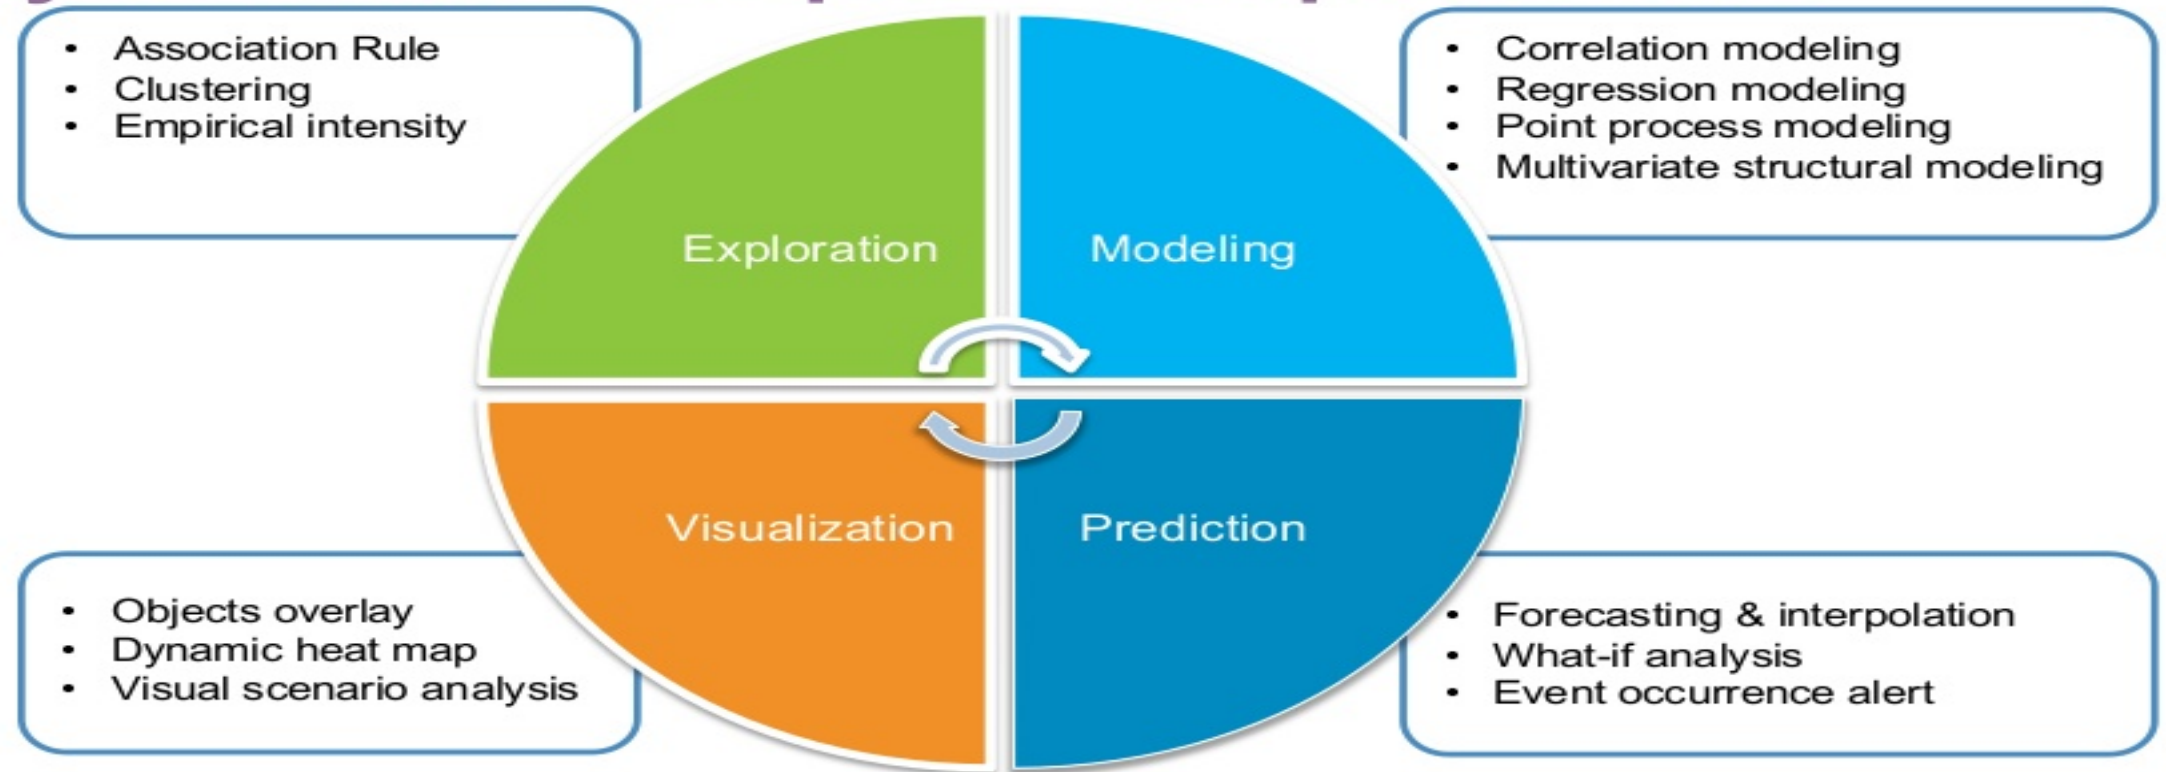 • Association Rule
• Clustering
• Empirical intensity
• Correlation modeling
• Regression modeling
• Point process modeling
• Multivariate structural modeling
Exploration
Modeling
Visualization
Prediction
• Objects overlay
• Dynamic heat map
• Visual scenario analysis
• Forecasting & interpolation
• What-if analysis
• Event occurrence alert